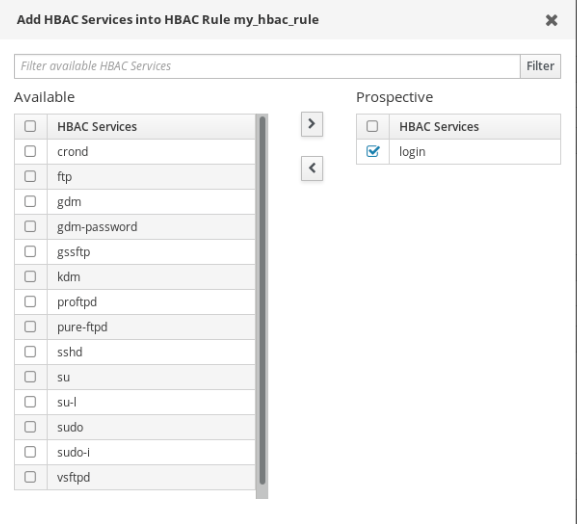 Add HBAC Services into HBAC Rule my_hbac_rule
Filter available HBAC Services
Filter
Available
HBAC Services
crond
ftp
gdm
gdm-password
gssftp
kdm
proftpd
pure-ftpd
sshd
su
su-l
sudo
sudo-i
vsftpd
Prospective
HBAC Services
login